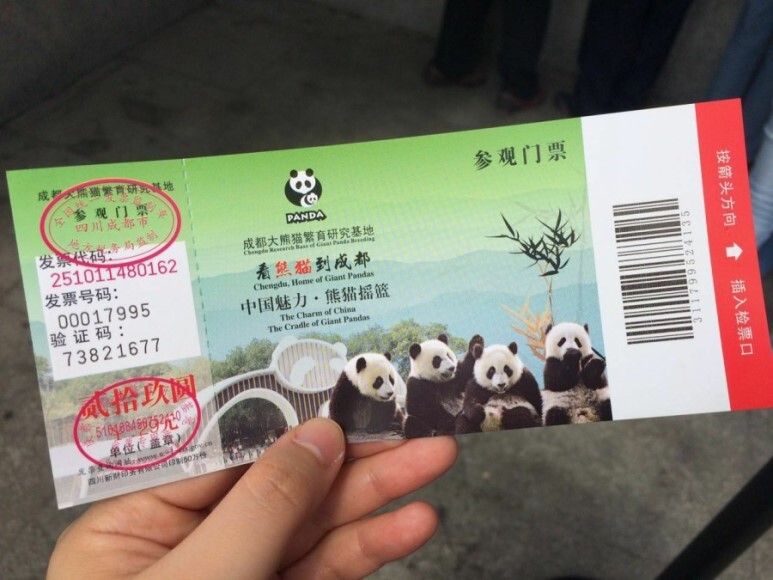 成都大熊猫繁育研究基地
参观门票
四川成都市
发票代码:
251011480162
发票号码:
00017995
验证码:
73821677
贰拾玖圆
单位(盖章)
PANDA
成都大熊猫繁育研究基地
Chengdu Research Base of Giant Panda Breeding
看熊猫到成都
Chengdu, Home of Giant Pandas
中国魅力·熊猫摇篮
The Charm of China
The Cradle of Giant Pandas
参观门票
311799524135
按箭头方向
插入检票口